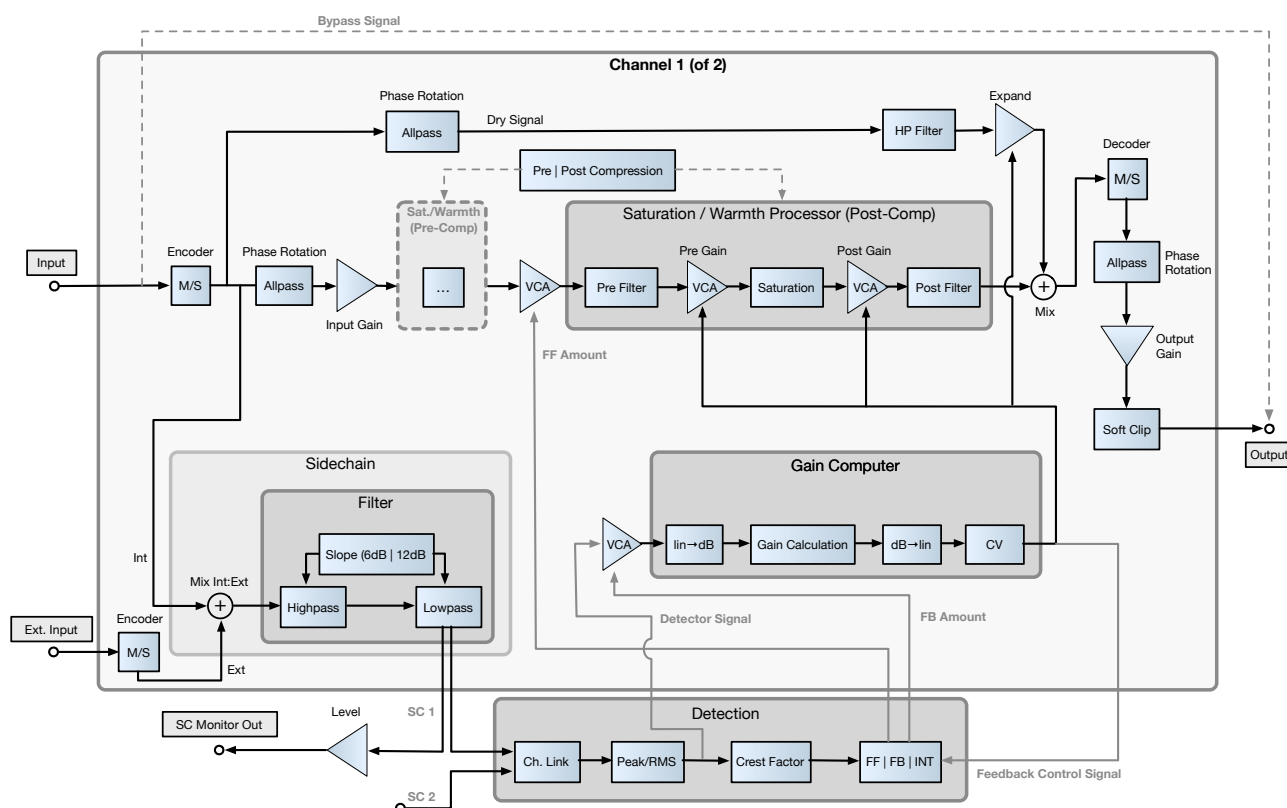 Bypass Signal
Channel 1 (of 2)
Phase Rotation
Allpass
Dry Signal
HP Filter
Expand
Decoder
M/S
Pre | Post Compression
Sat./Warmth
(Pre-Comp)
...
Saturation / Warmth Processor (Post-Comp)
Input
Encoder
M/S
Phase Rotation
Allpass
Input Gain
VCA
Pre Filter
Pre Gain
VCA
Saturation
Post Gain
VCA
Post Filter
+
Mix
Allpass
Phase
Rotation
FF Amount
Output
Gain
Soft Clip
Output
Sidechain
Filter
Slope (6dB | 12dB
Int
Mix Int:Ext
+
Highpass
Lowpass
Gain Computer
VCA
lin→dB
Gain Calculation
dB→lin
CV
Ext. Input
Encoder
M/S
Ext
Detector Signal
FB Amount
SC Monitor Out
Level
SC 1
Detection
Ch. Link
Peak/RMS
Crest Factor
FF | FB | INT
Feedback Control Signal
SC 2